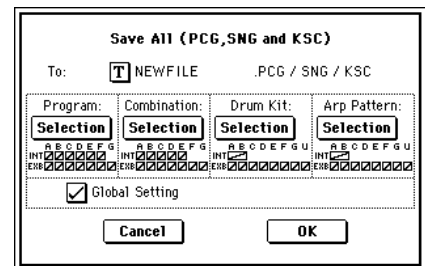 Save All (PCG,SNG and KSC)
To: T NEWFILE .PCG / SNG / KSC
Program: Combination: Drum Kit: Arp Pattern:
Selection Selection Selection Selection
A B C D E F G A B C D E F G A B C D E F G U A B C D E F G U
INT INT INT INT
EXB EXB EXB EXB
Global Setting
Cancel OK